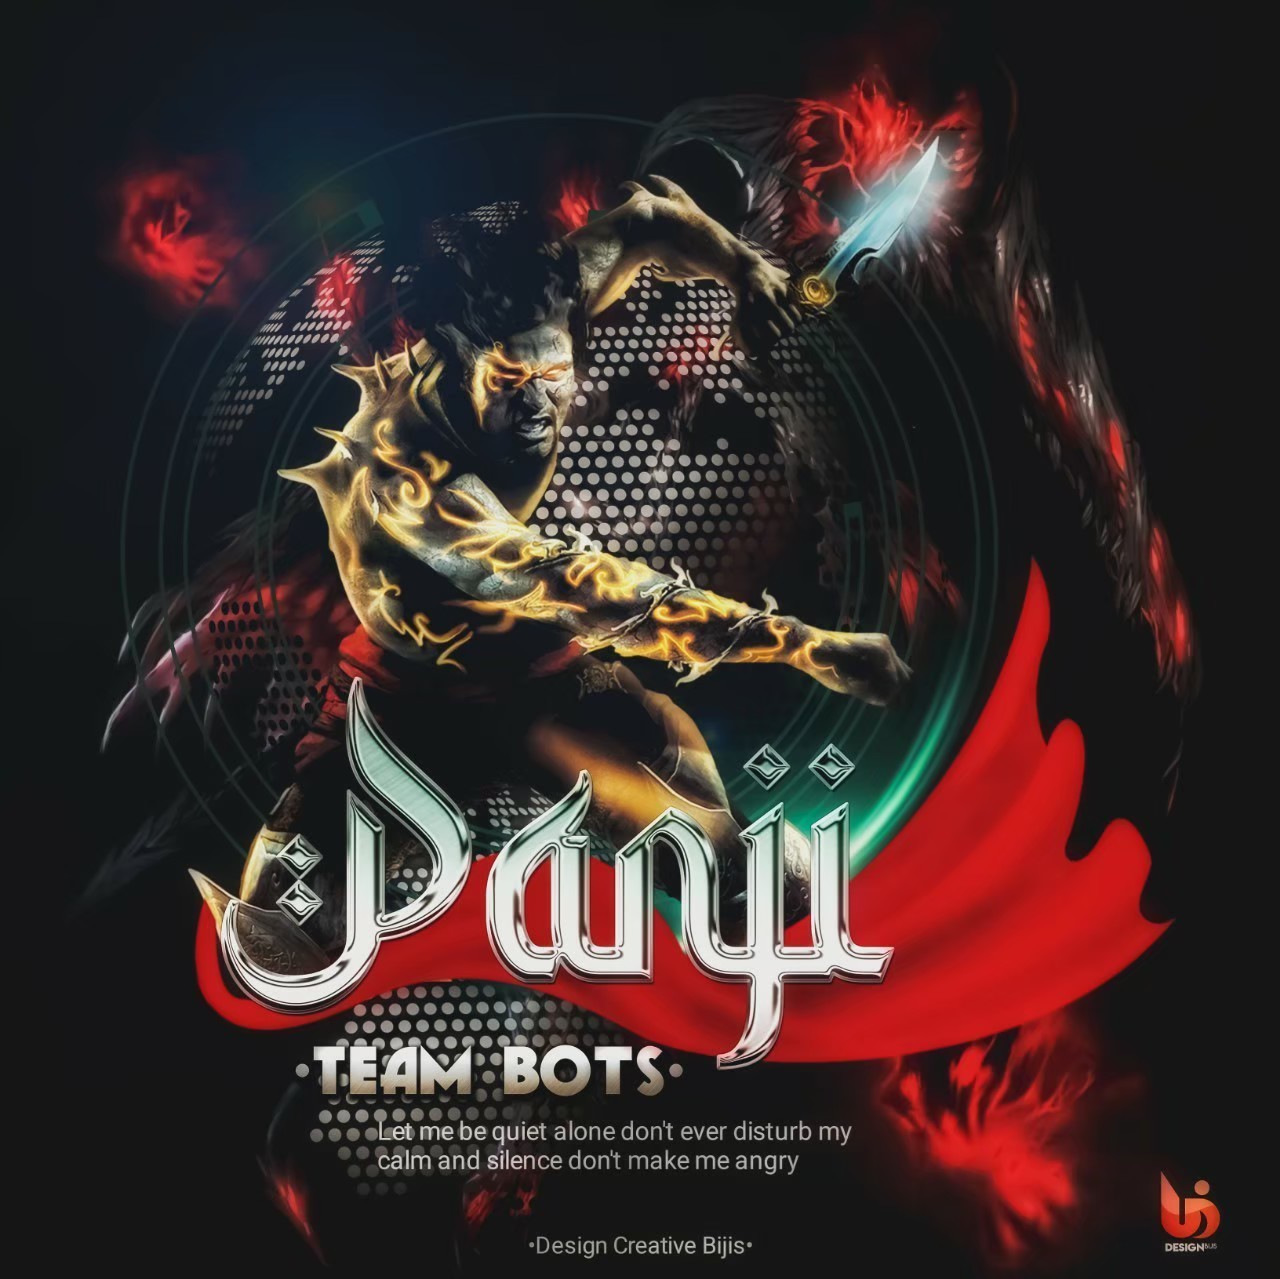 Panji
•TEAM BOTS•
Let me be quiet alone don't ever disturb my
calm and silence don't make me angry
•Design Creative Bijis•
DESIGN